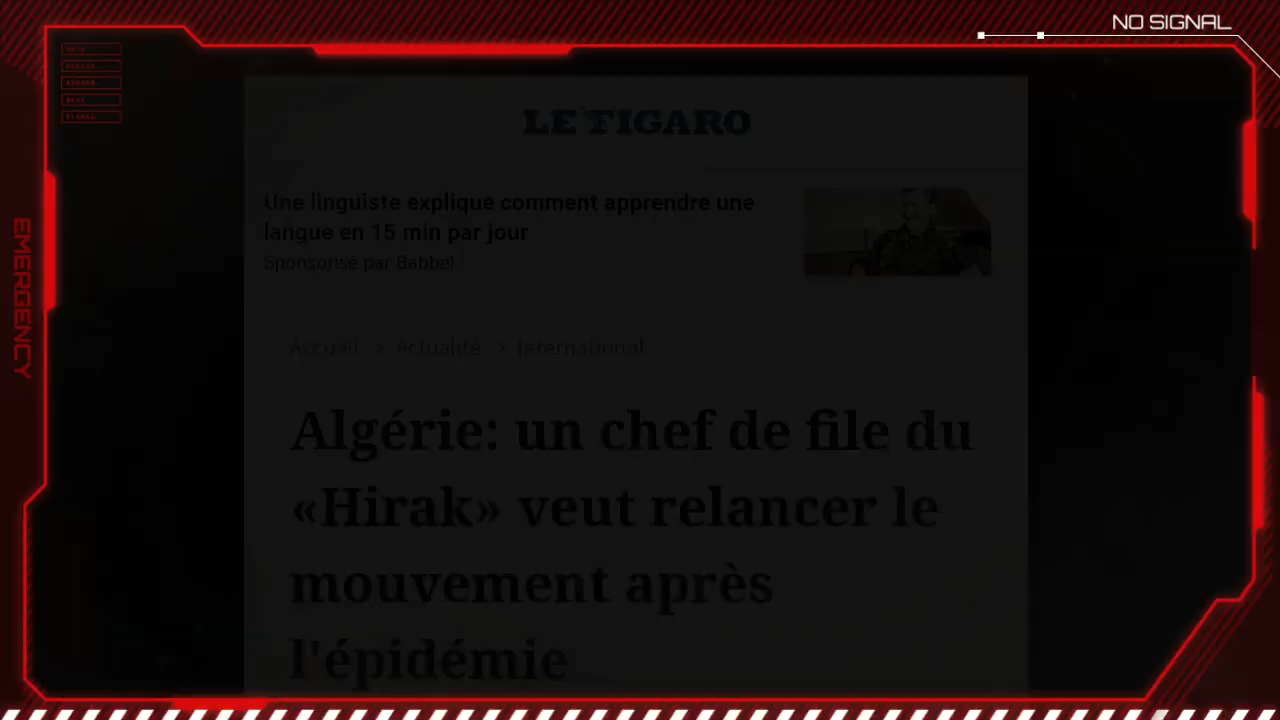 NO SIGNAL
EMERGENCY
LE FIGARO
Une linguiste explique comment apprendre une
langue en 15 min par jour
Sponsorisé par Babbel
Accueil > Actualité > International
Algérie: un chef de file du
«Hirak» veut relancer le
mouvement après
l'épidémie